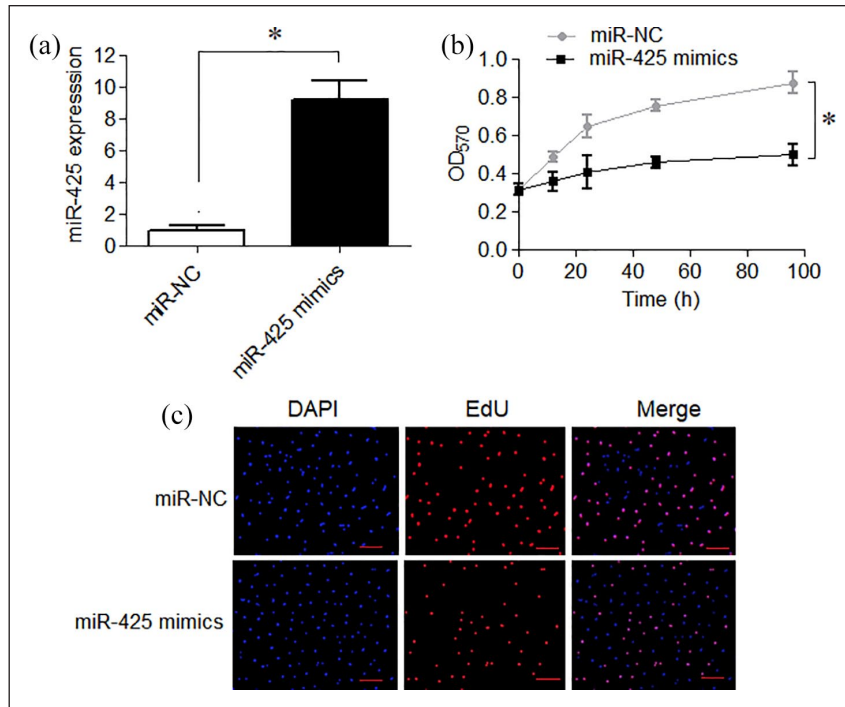 (a)
*
miR-425 expresssion
12
10
8
6
4
2
0
miR-NC
miR-425 mimics
(b)
miR-NC
miR-425 mimics
*
OD570
1.0
0.8
0.6
0.4
0.2
0.0
0 20 40 60 80 100
Time (h)
(c)
DAPI EdU Merge
miR-NC
miR-425 mimics